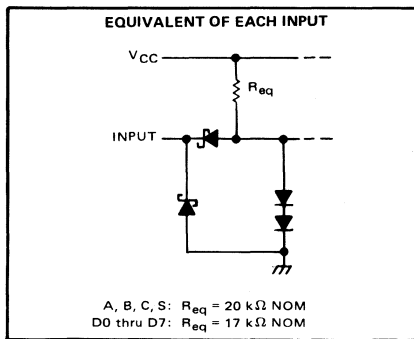 EQUIVALENT OF EACH INPUT
VCC
Req
INPUT
A, B, C, S: Req = 20 kΩ NOM
D0 thru D7: Req = 17 kΩ NOM